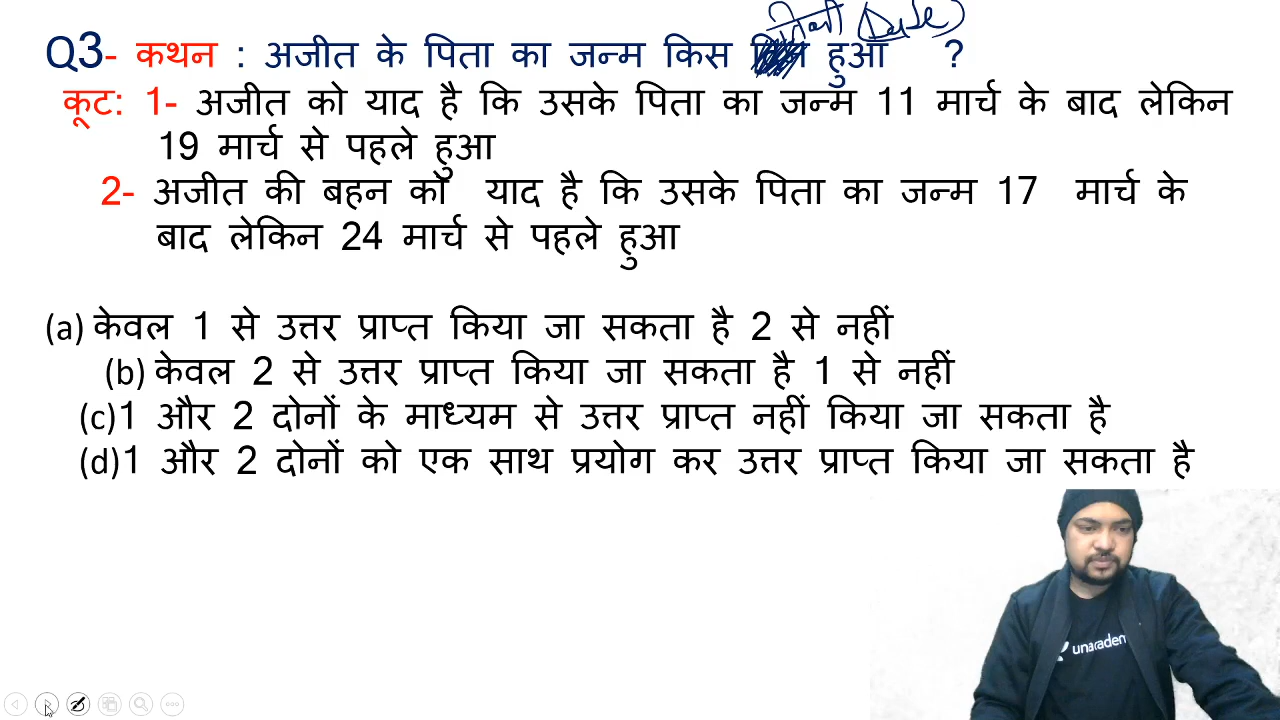 Q3- कथन : अजीत के पिता का जन्म किस हुआ ?
(Date)
कूट: 1- अजीत को याद है कि उसके पिता का जन्म 11 मार्च के बाद लेकिन
19 मार्च से पहले हुआ
2- अजीत की बहन को याद है कि उसके पिता का जन्म 17 मार्च के
बाद लेकिन 24 मार्च से पहले हुआ
(a) केवल 1 से उत्तर प्राप्त किया जा सकता है 2 से नहीं
(b) केवल 2 से उत्तर प्राप्त किया जा सकता है 1 से नहीं
(c)1 और 2 दोनों के माध्यम से उत्तर प्राप्त नहीं किया जा सकता है
(d)1 और 2 दोनों को एक साथ प्रयोग कर उत्तर प्राप्त किया जा सकता है
unacadem